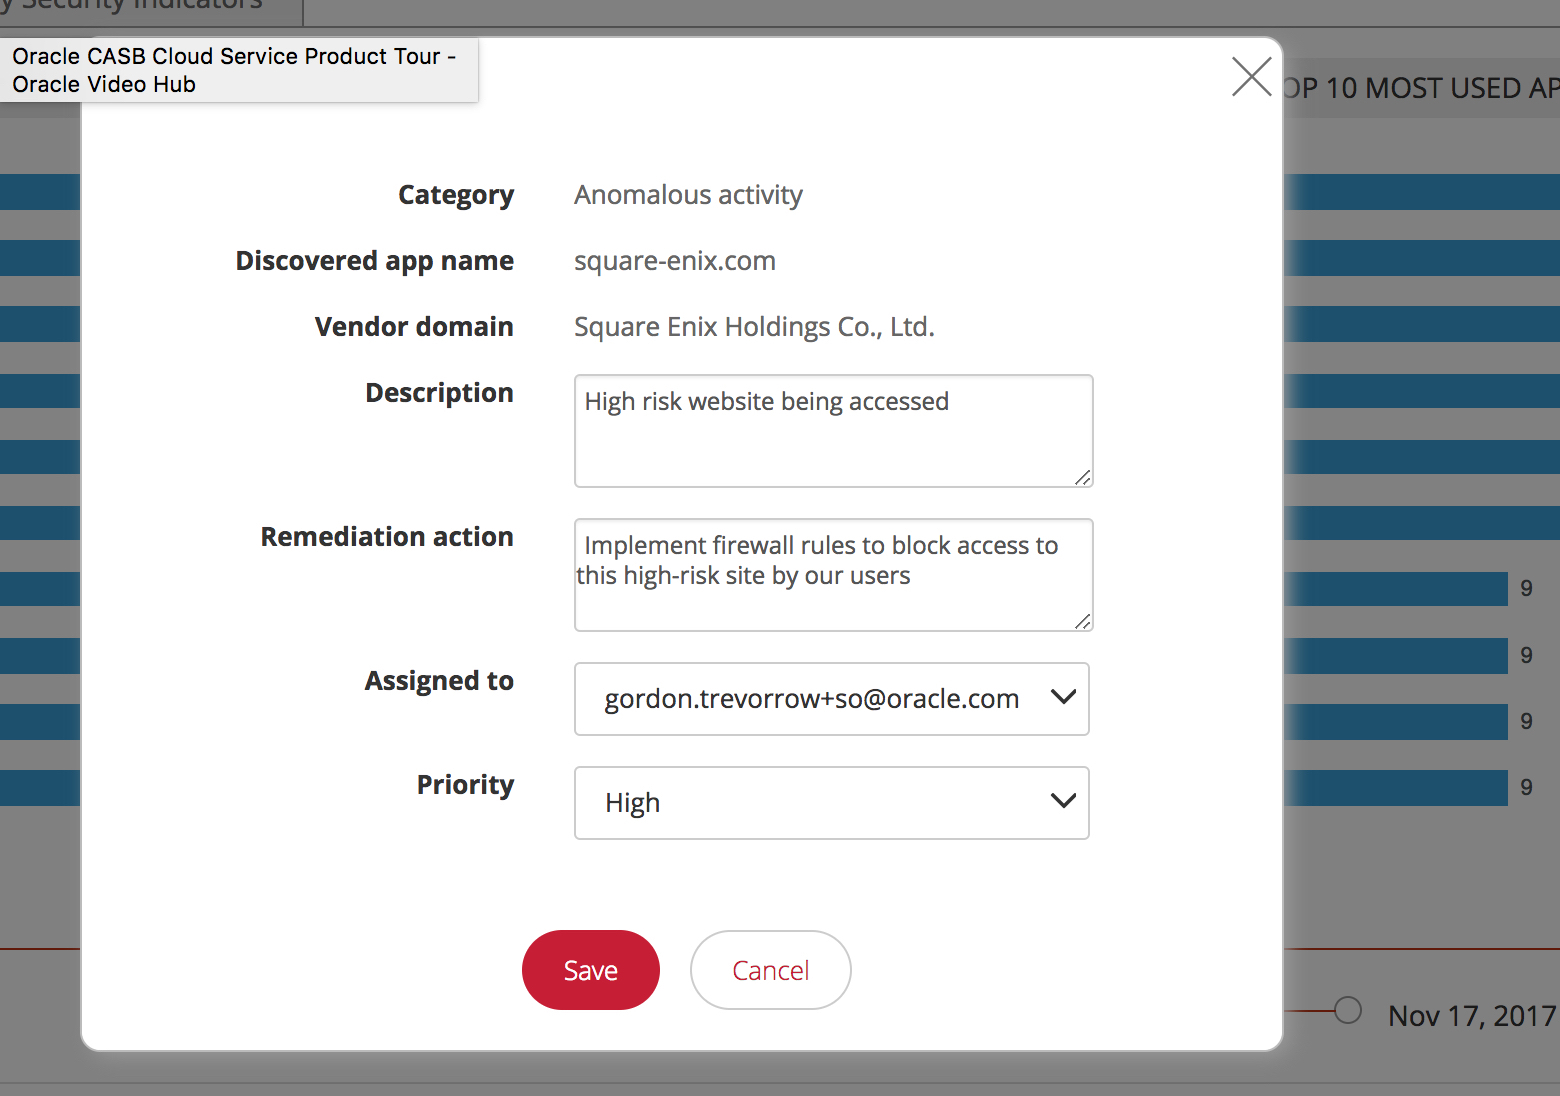 Security Indicators
Oracle CASB Cloud Service Product Tour -
Oracle Video Hub
OP 10 MOST USED AP
Category Anomalous activity
Discovered app name square-enix.com
Vendor domain Square Enix Holdings Co., Ltd.
Description High risk website being accessed
Remediation action Implement firewall rules to block access to
this high-risk site by our users
9
Assigned to gordon.trevorrow+so@oracle.com
9
9
Priority High
9
Save Cancel
Nov 17, 2017